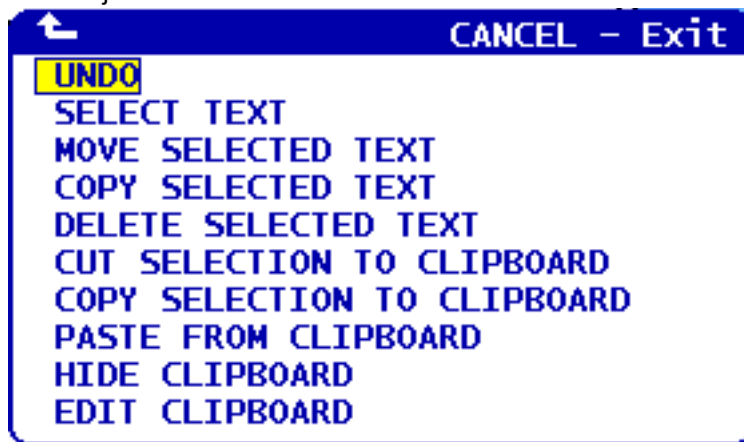 CANCEL - Exit
UNDO
SELECT TEXT
MOVE SELECTED TEXT
COPY SELECTED TEXT
DELETE SELECTED TEXT
CUT SELECTION TO CLIPBOARD
COPY SELECTION TO CLIPBOARD
PASTE FROM CLIPBOARD
HIDE CLIPBOARD
EDIT CLIPBOARD